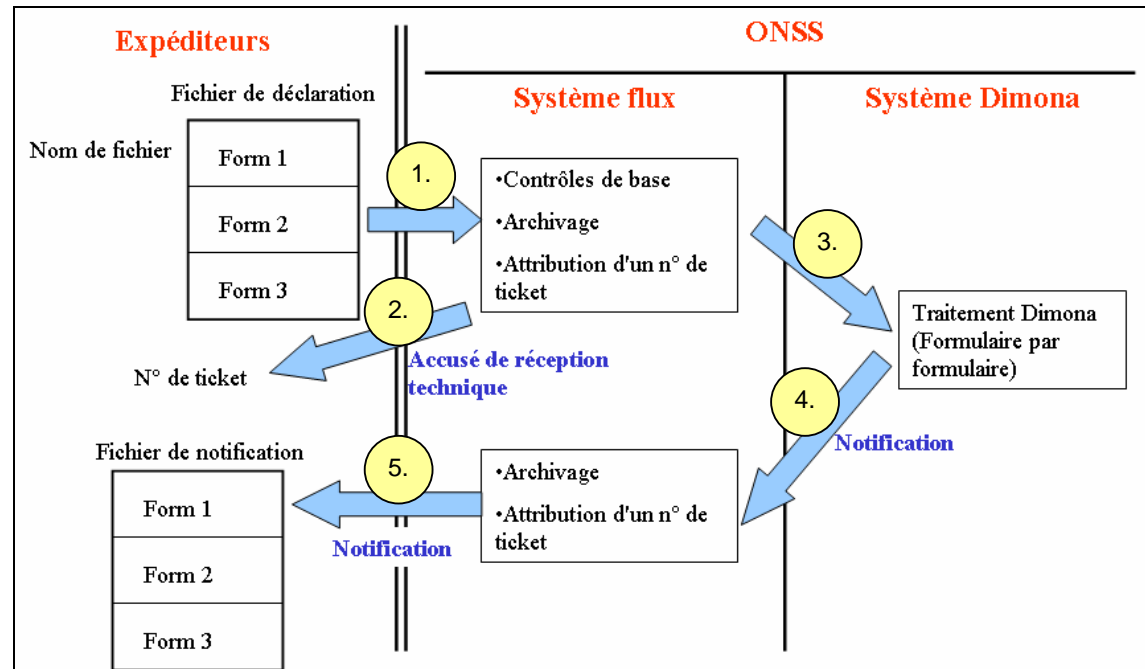 Expéditeurs
ONSS
Fichier de déclaration
Système flux
Système Dimona
Nom de fichier
Form 1
Form 2
Form 3
1.
•Contrôles de base
•Archivage
•Attribution d'un n° de
ticket
3.
2.
Accusé de réception
technique
N° de ticket
Traitement Dimona
(Formulaire par
formulaire)
4.
Notification
Fichier de notification
Form 1
Form 2
Form 3
5.
Notification
•Archivage
•Attribution d'un n° de
ticket